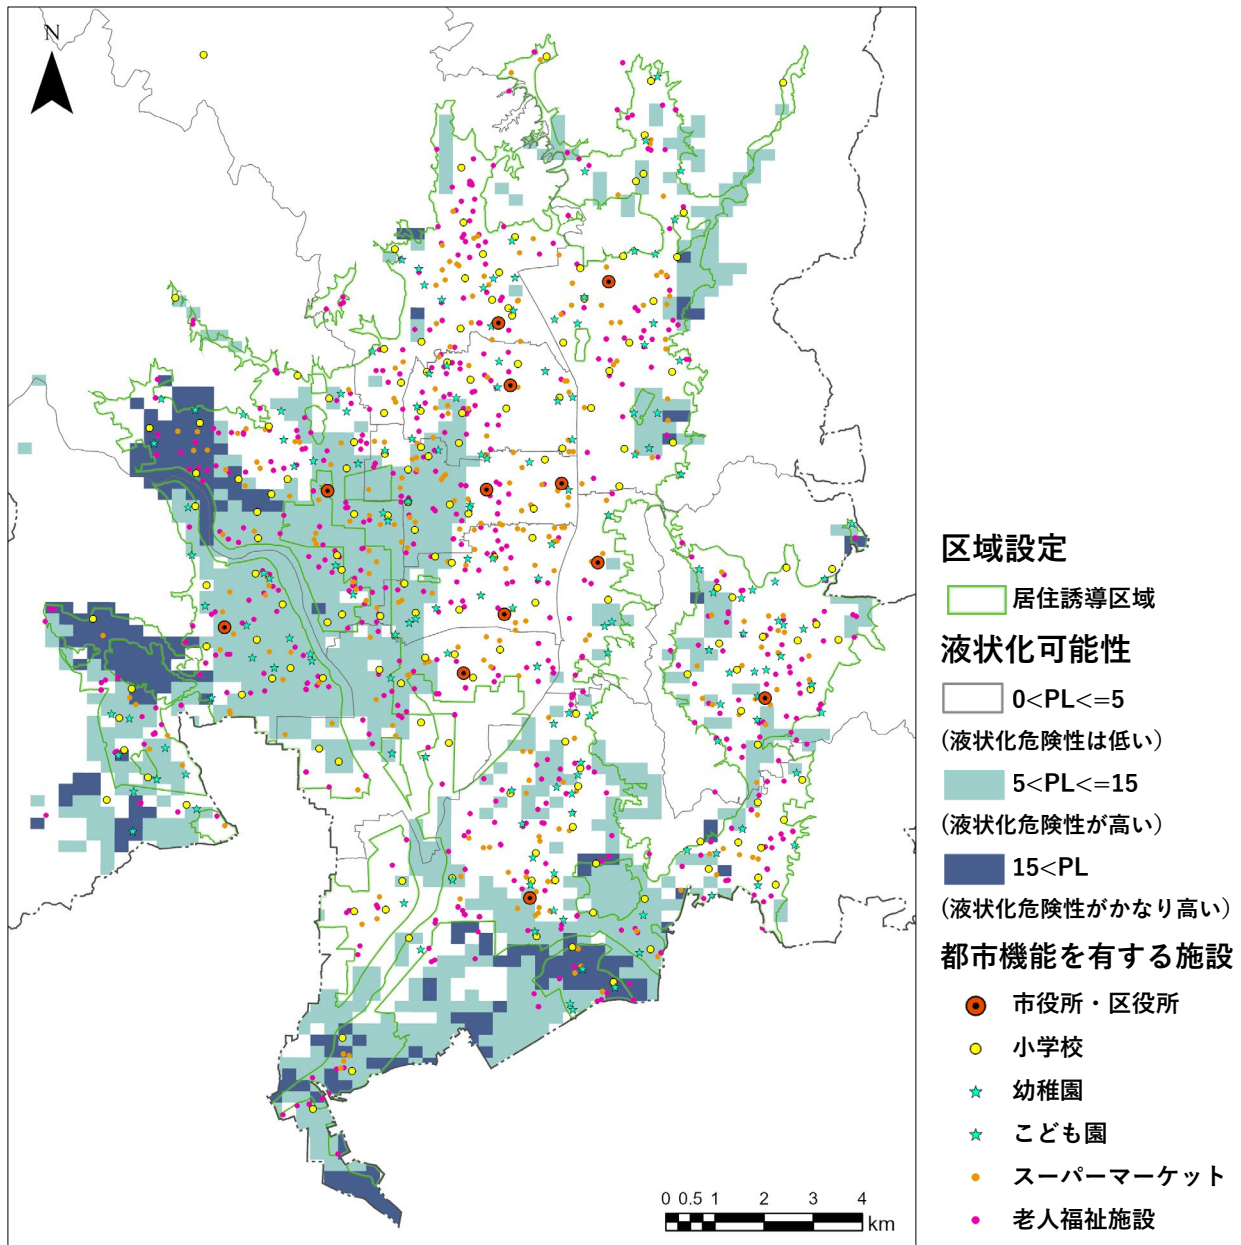 N
区域設定
居住誘導区域
液状化可能性
0<PL<=5
(液状化危険性は低い)
5<PL<=15
(液状化危険性が高い)
15<PL
(液状化危険性がかなり高い)
都市機能を有する施設
市役所・区役所
小学校
幼稚園
こども園
スーパーマーケット
老人福祉施設
0 0.5 1 2 3 4
km